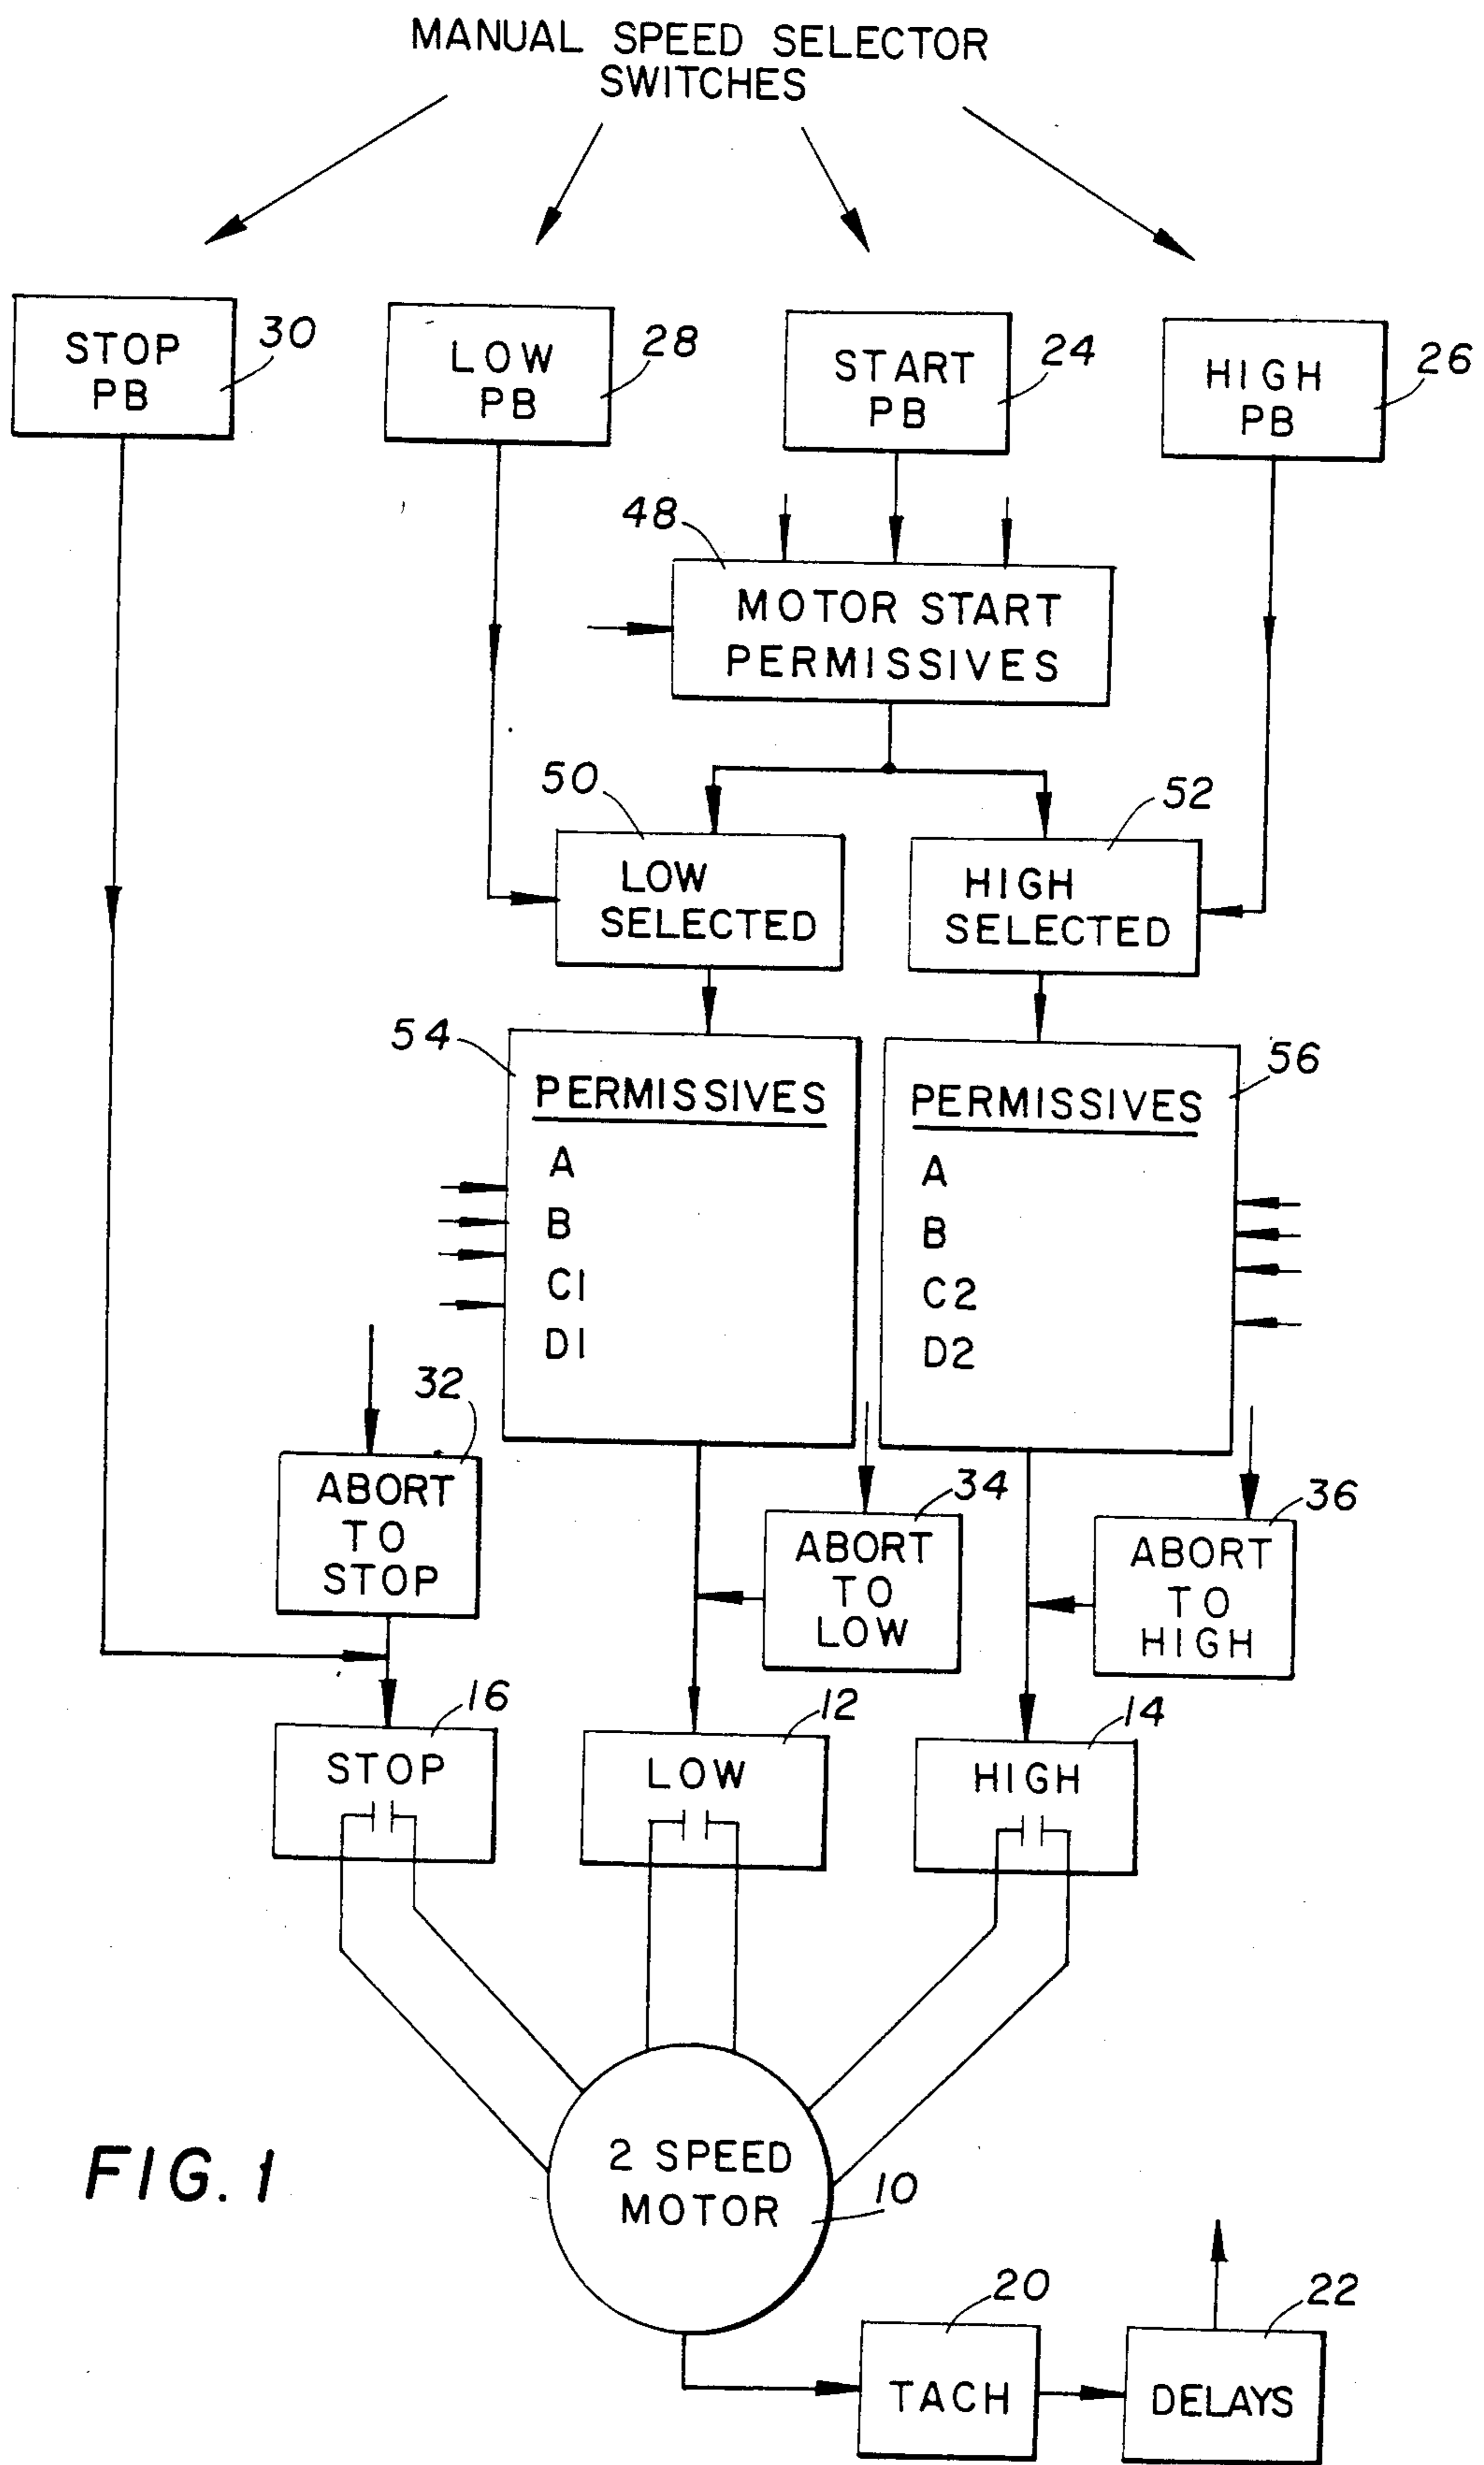 MANUAL SPEED SELECTOR
SWITCHES
STOP
PB
30
LOW
PB
28
START
PB
24
HIGH
PB
26
48
MOTOR START
PERMISSIVES
50
LOW
SELECTED
52
HIGH
SELECTED
54
PERMISSIVES
A
B
C1
D1
56
PERMISSIVES
A
B
C2
D2
32
ABORT
TO
STOP
34
ABORT
TO
LOW
36
ABORT
TO
HIGH
16
STOP
12
LOW
14
HIGH
2 SPEED
MOTOR
10
FIG. 1
20
TACH
22
DELAYS